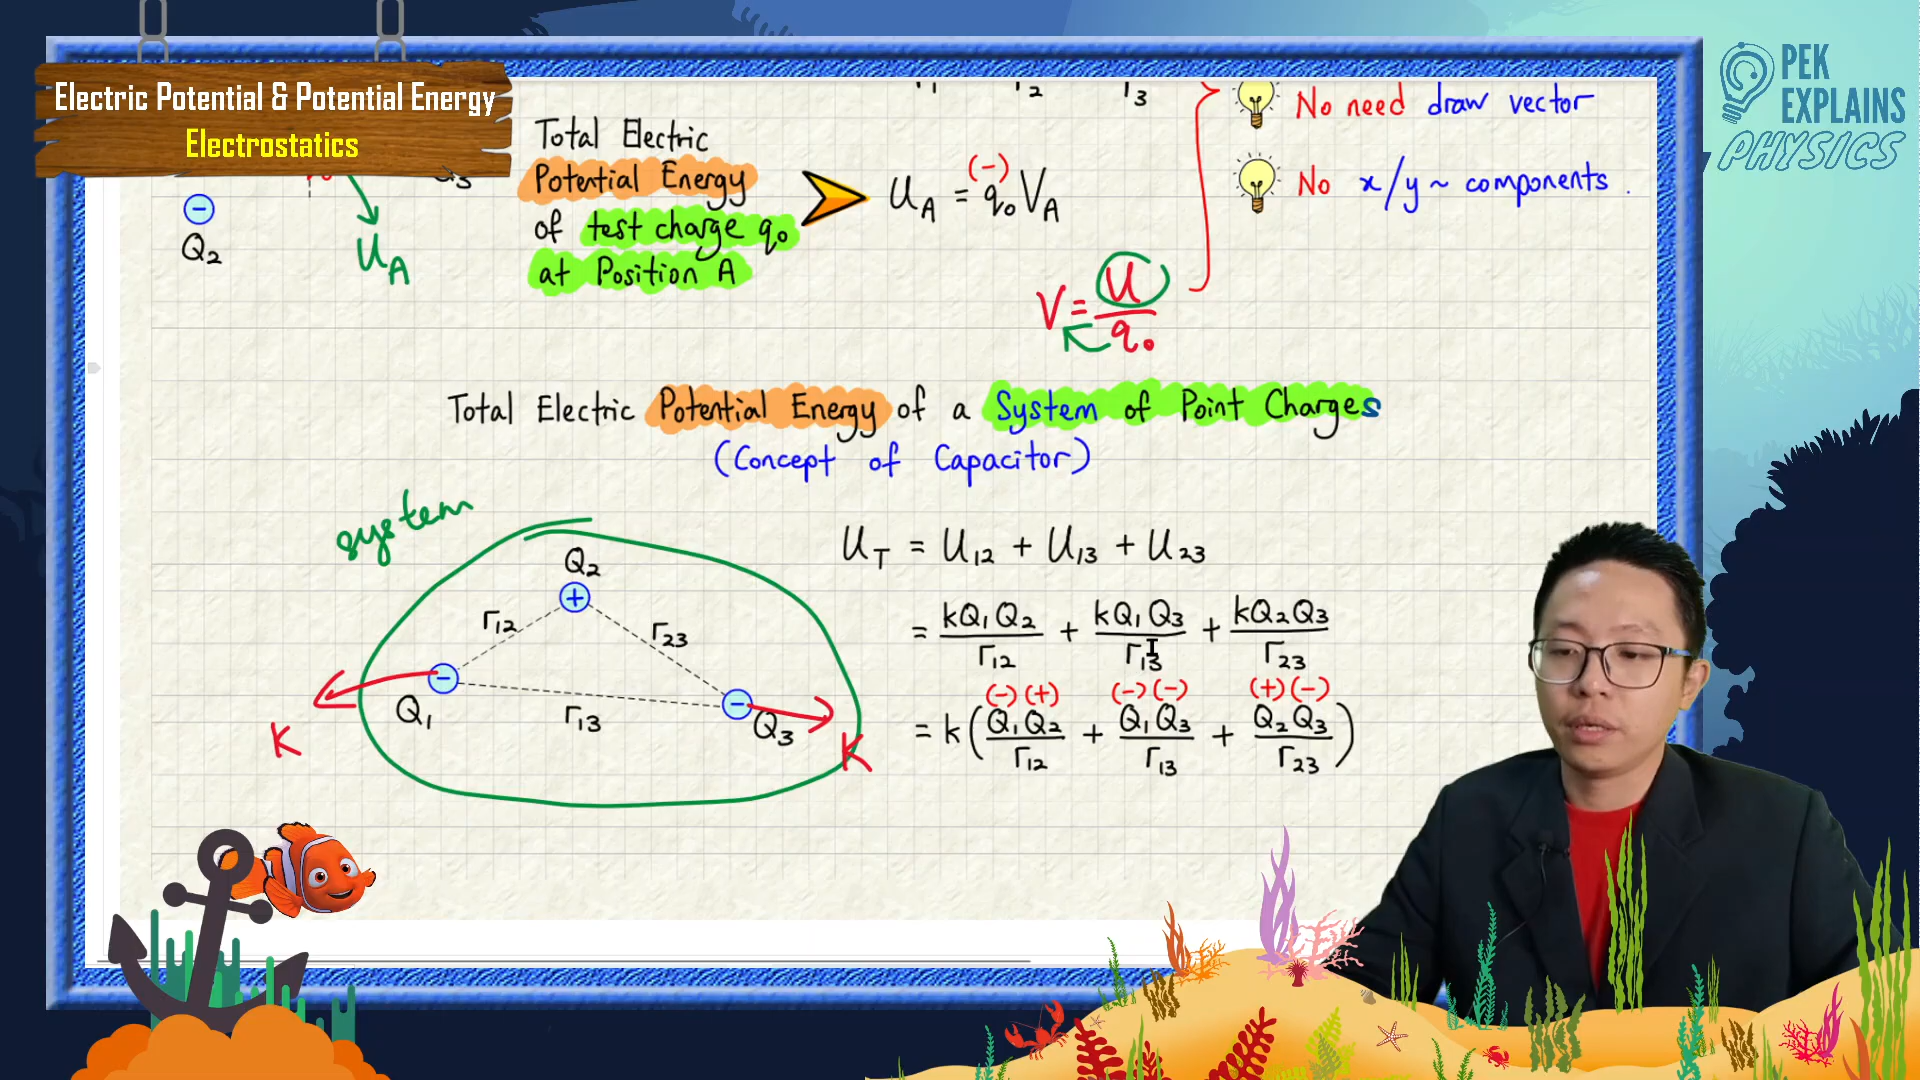 Electric Potential & Potential Energy
Electrostatics
PEK
EXPLAINS
PHYSICS
r₂
r₃
No need draw vector
No x/y ~ components.
Total Electric
Potential Energy
of test charge q₀
at Position A
(-)
U_A = q₀V_A
Q₂
U_A
V = U/q₀
Total Electric Potential Energy of a System of Point Charges
(Concept of Capacitor)
system
Q₂
+
r₁₂
r₂₃
-
Q₁
r₁₃
-
Q₃
K
K
U_T = U₁₂ + U₁₃ + U₂₃
= kQ₁Q₂/r₁₂ + kQ₁Q₃/r₁₃ + kQ₂Q₃/r₂₃
(-)(+) (-)(-) (+)(-)
= k(Q₁Q₂/r₁₂ + Q₁Q₃/r₁₃ + Q₂Q₃/r₂₃)